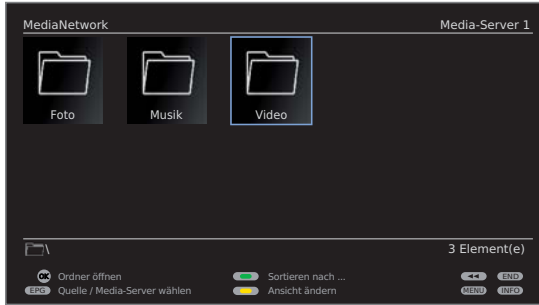 MediaNetwork Media-Server 1
Foto Musik Video
\ 3 Element(e)
OK Ordner öffnen Sortieren nach ... ◄◄ END
EPG Quelle / Media-Server wählen Ansicht ändern MENU INFO